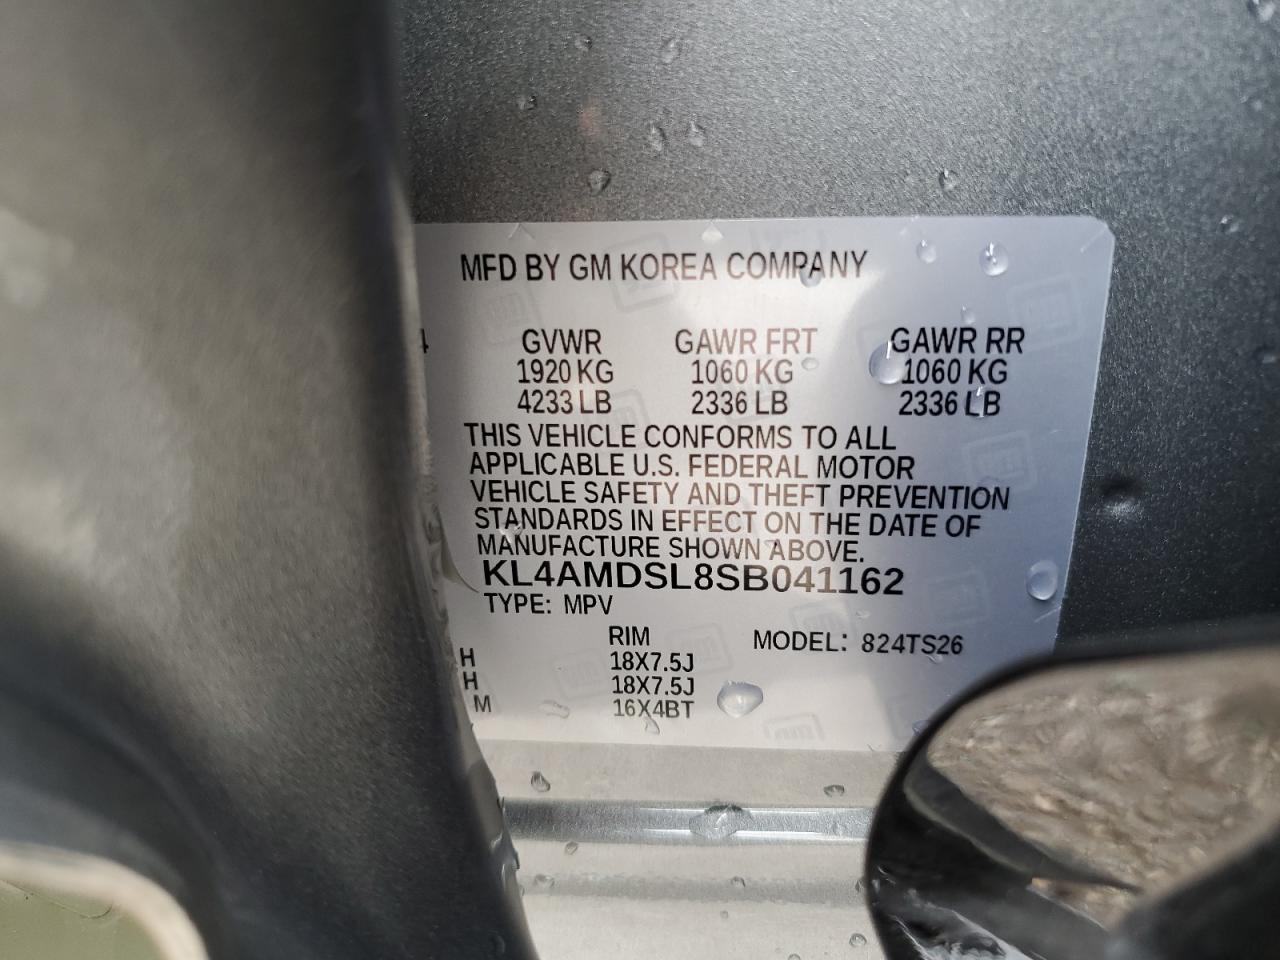 MFD BY GM KOREA COMPANY
4 GVWR GAWR FRT GAWR RR
1920 KG 1060 KG 1060 KG
4233 LB 2336 LB 2336 LB
THIS VEHICLE CONFORMS TO ALL
APPLICABLE U.S. FEDERAL MOTOR
VEHICLE SAFETY AND THEFT PREVENTION
STANDARDS IN EFFECT ON THE DATE OF
MANUFACTURE SHOWN ABOVE.
KL4AMDSL8SB041162
TYPE: MPV
RIM MODEL: 824TS26
H 18X7.5J
H 18X7.5J
M 16X4BT